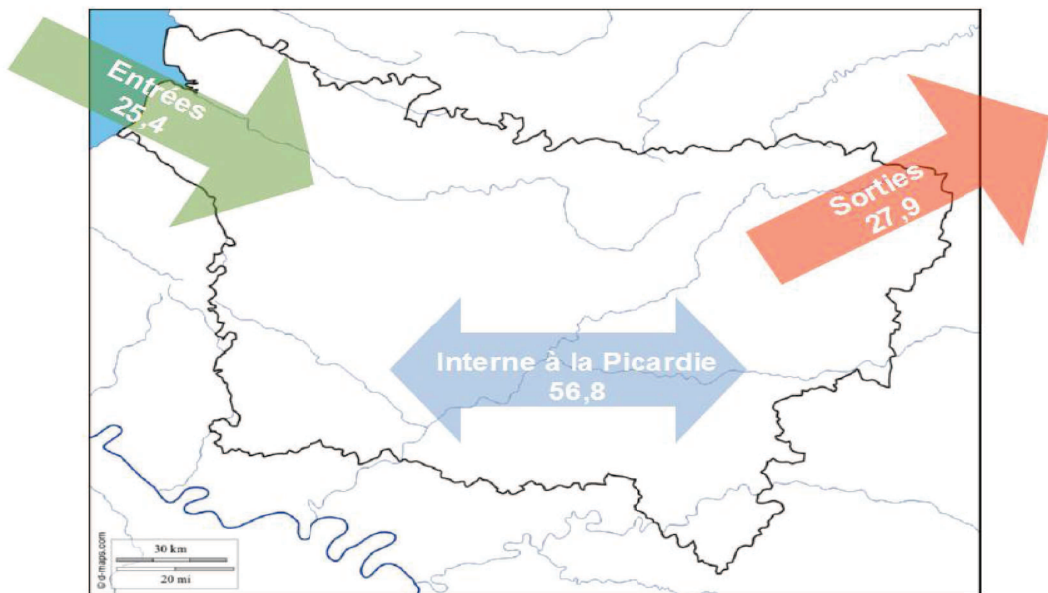 Entrées
25,4
Sorties
27,9
Interne à la Picardie
56,8
30 km
20 mi
© d-maps.com